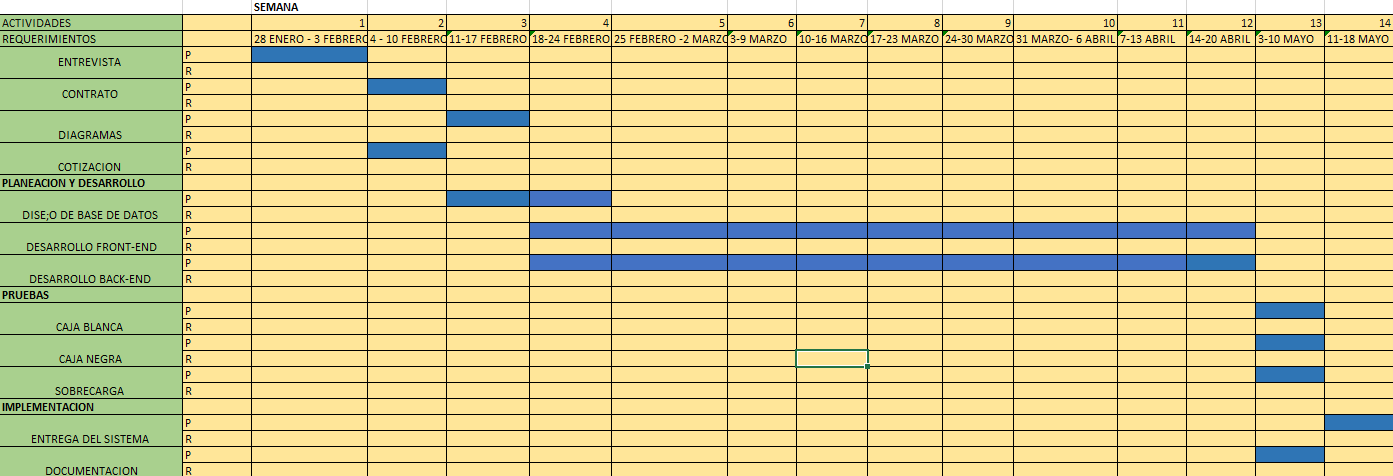 SEMANA
ACTIVIDADES 1 2 3 4 5 6 7 8 9 10 11 12 13 14
REQUERIMIENTOS 28 ENERO - 3 FEBRERO 4 - 10 FEBRERO 11-17 FEBRERO 18-24 FEBRERO 25 FEBRERO -2 MARZO 3-9 MARZO 10-16 MARZO 17-23 MARZO 24-30 MARZO 31 MARZO- 6 ABRIL 7-13 ABRIL 14-20 ABRIL 3-10 MAYO 11-18 MAYO
ENTREVISTA P
R
CONTRATO P
R
P
DIAGRAMAS R
P
COTIZACION R
PLANEACION Y DESARROLLO
P
DISE;O DE BASE DE DATOS R
P
DESARROLLO FRONT-END R
P
DESARROLLO BACK-END R
PRUEBAS
P
CAJA BLANCA R
P
CAJA NEGRA R
P
SOBRECARGA R
IMPLEMENTACION
P
ENTREGA DEL SISTEMA R
P
DOCUMENTACION R